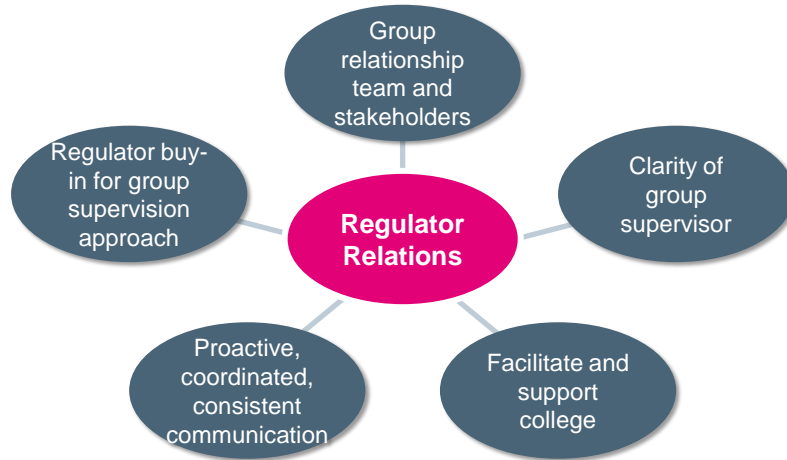 Group
relationship
team and
stakeholders
Regulator buy-
in for group
supervision
approach
Clarity of
group
supervisor
Regulator
Relations
Proactive,
coordinated,
consistent
communication
Facilitate and
support
college